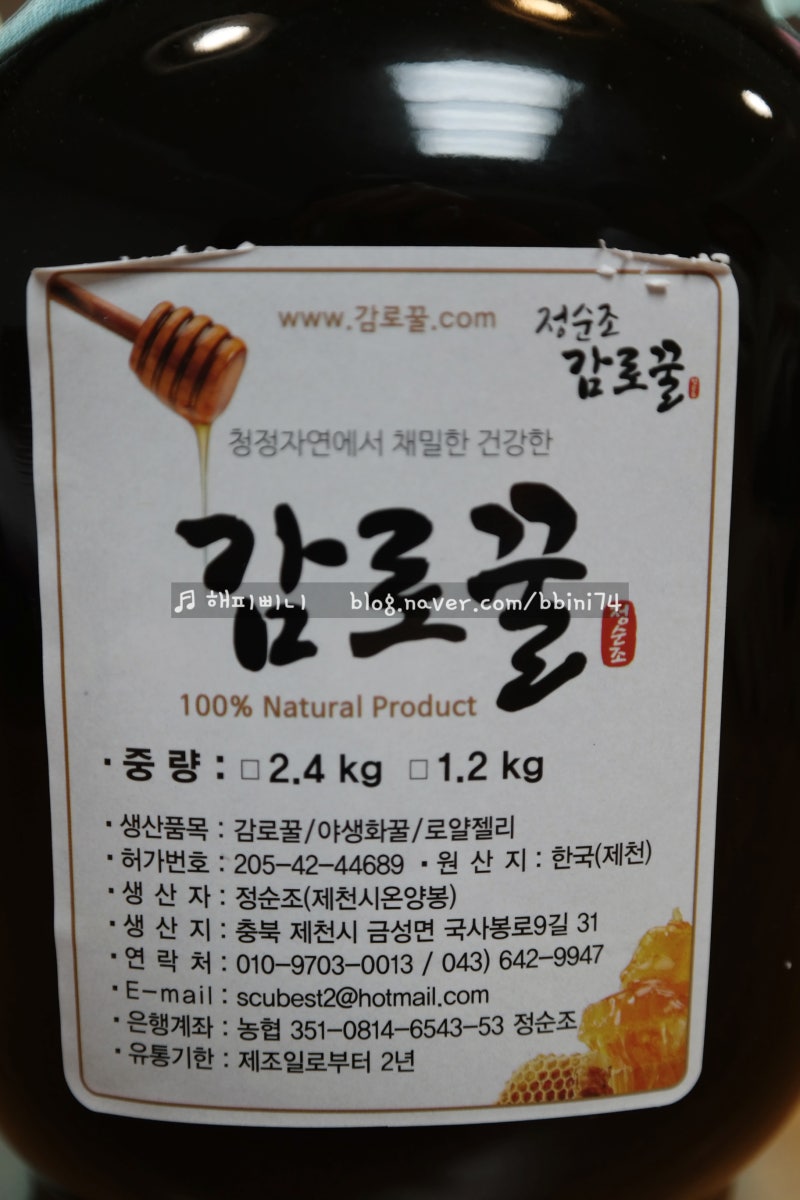 www.감로꿀.com
정순조
감로꿀
청정자연에서 채밀한 건강한
감로꿀
정순조
♬ 해피삐니 blog.naver.com/bbini74
100% Natural Product
· 중 량 : □ 2.4 kg □ 1.2 kg
· 생산품목 : 감로꿀/야생화꿀/로얄젤리
· 허가번호 : 205-42-44689 · 원 산 지 : 한국(제천)
· 생 산 자 : 정순조(제천시온양봉)
· 생 산 지 : 충북 제천시 금성면 국사봉로9길 31
· 연 락 처 : 010-9703-0013 / 043) 642-9947
· E-mail : scubest2@hotmail.com
· 은행계좌 : 농협 351-0814-6543-53 정순조
· 유통기한 : 제조일로부터 2년